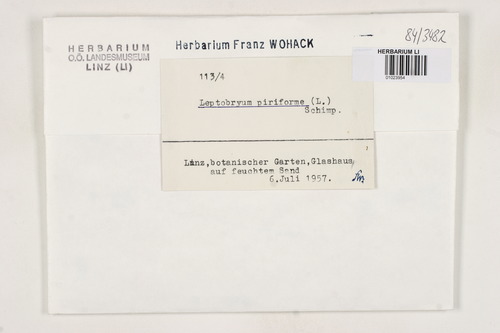 HERBARIUM
O.Ö. LANDESMUSEUM
LINZ (LI)
Herbarium Franz WOHACK
84/3482
HERBARIUM LI
01023954
113/4
Leptobryum piriforme (L.)
Schimp.
Linz,botanischer Garten,Glashaus,
auf feuchtem Sand
6.Juli 1957.